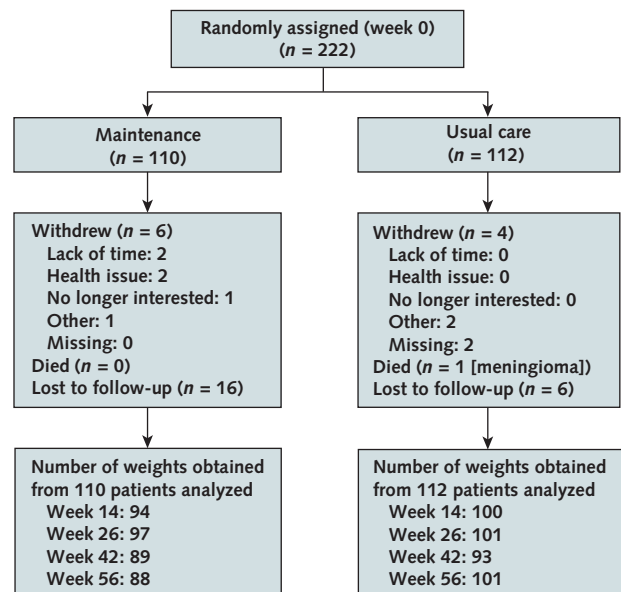 Randomly assigned (week 0)
(n = 222)
Maintenance
(n = 110)
Usual care
(n = 112)
Withdrew (n = 6)
Lack of time: 2
Health issue: 2
No longer interested: 1
Other: 1
Missing: 0
Died (n = 0)
Lost to follow-up (n = 16)
Withdrew (n = 4)
Lack of time: 0
Health issue: 0
No longer interested: 0
Other: 2
Missing: 2
Died (n = 1 [meningioma])
Lost to follow-up (n = 6)
Number of weights obtained
from 110 patients analyzed
Week 14: 94
Week 26: 97
Week 42: 89
Week 56: 88
Number of weights obtained
from 112 patients analyzed
Week 14: 100
Week 26: 101
Week 42: 93
Week 56: 101